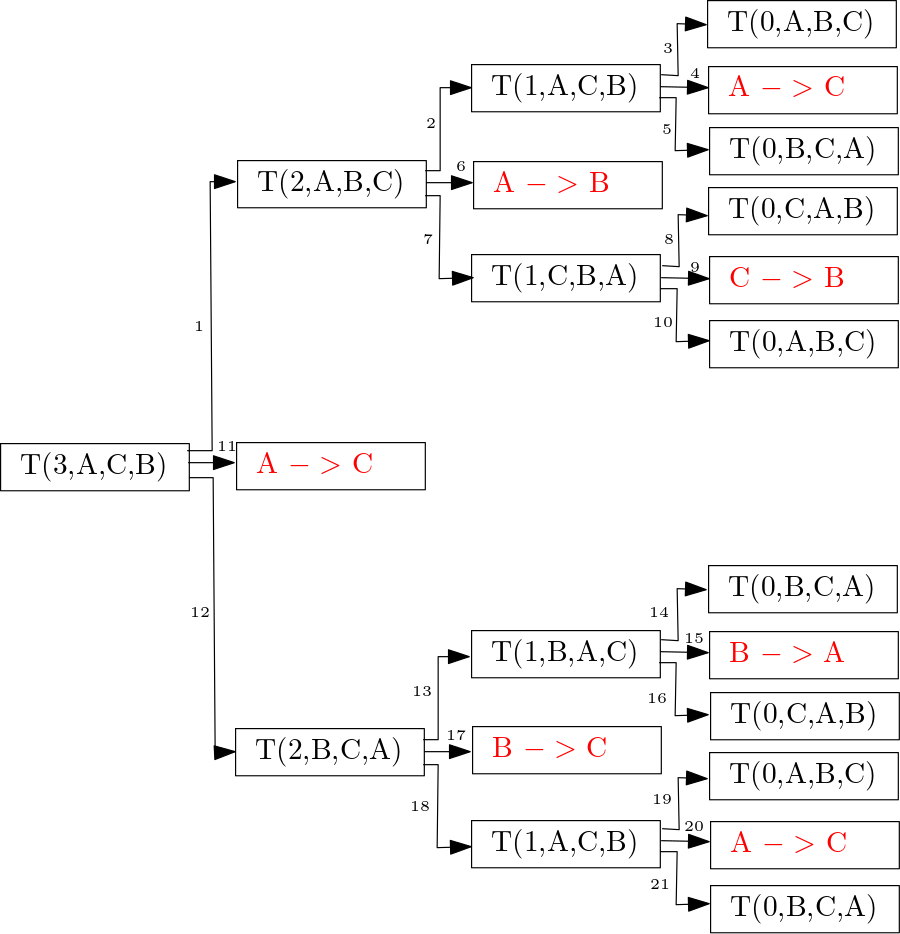 T(0,A,B,C)
3
4
A − > C
T(1,A,C,B)
2
5
T(0,B,C,A)
6
T(2,A,B,C)
A − > B
T(0,C,A,B)
7
8
T(1,C,B,A)
9
C − > B
10
T(0,A,B,C)
1
11
T(3,A,C,B)
A − > C
12
T(0,B,C,A)
14
15
T(1,B,A,C)
B − > A
13
16
T(0,C,A,B)
17
T(2,B,C,A)
B − > C
T(0,A,B,C)
18
19
20
T(1,A,C,B)
A − > C
21
T(0,B,C,A)